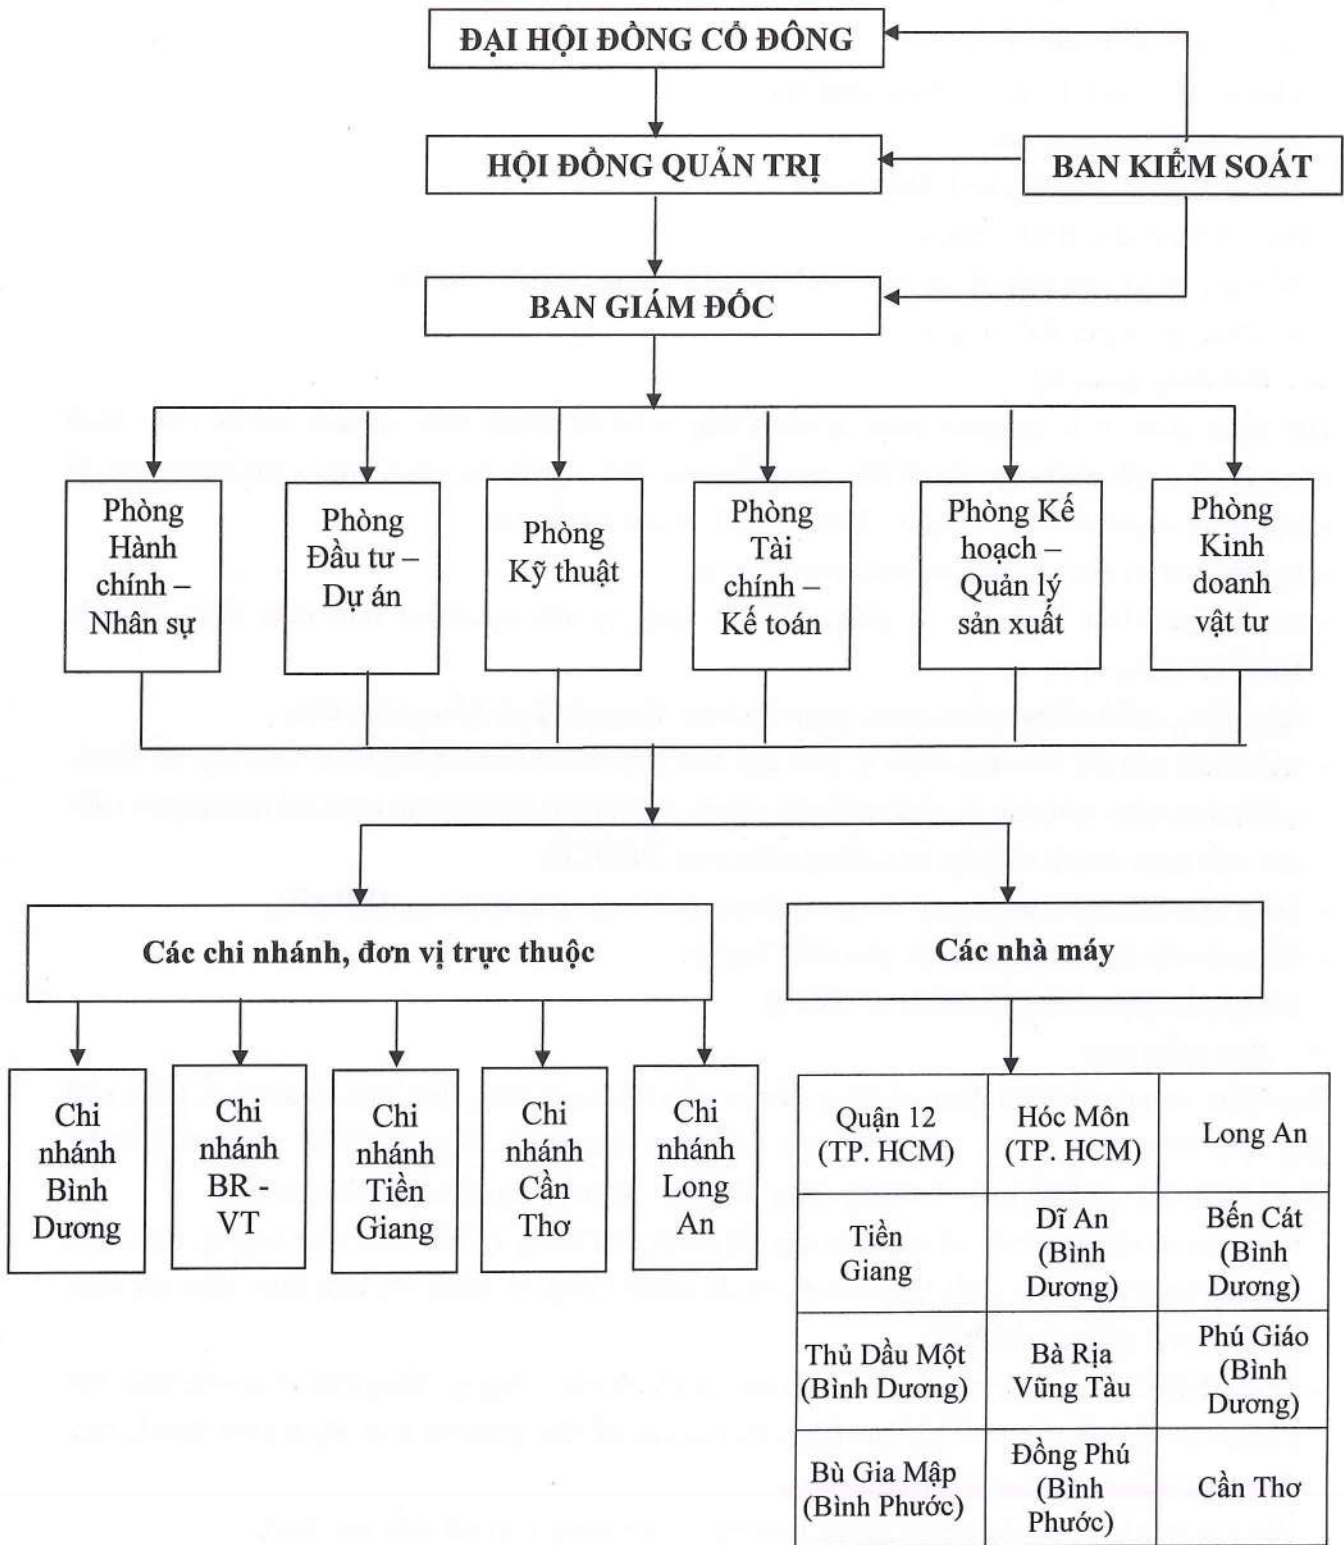 ĐẠI HỘI ĐỒNG CỔ ĐÔNG
HỘI ĐỒNG QUẢN TRỊ
BAN KIỂM SOÁT
BAN GIÁM ĐỐC
Phòng
Hành
chính –
Nhân sự
Phòng
Đầu tư –
Dự án
Phòng
Kỹ thuật
Phòng
Tài
chính –
Kế toán
Phòng Kế
hoạch –
Quản lý
sản xuất
Phòng
Kinh
doanh
vật tư
Các chi nhánh, đơn vị trực thuộc
Các nhà máy
Chi
nhánh
Bình
Dương
Chi
nhánh
BR -
VT
Chi
nhánh
Tiền
Giang
Chi
nhánh
Cần
Thơ
Chi
nhánh
Long
An
Quận 12
(TP. HCM)
Hóc Môn
(TP. HCM)
Long An
Tiền
Giang
Dĩ An
(Bình
Dương)
Bến Cát
(Bình
Dương)
Thủ Dầu Một
(Bình Dương)
Bà Rịa
Vũng Tàu
Phú Giáo
(Bình
Dương)
Bù Gia Mập
(Bình Phước)
Đồng Phú
(Bình
Phước)
Cần Thơ